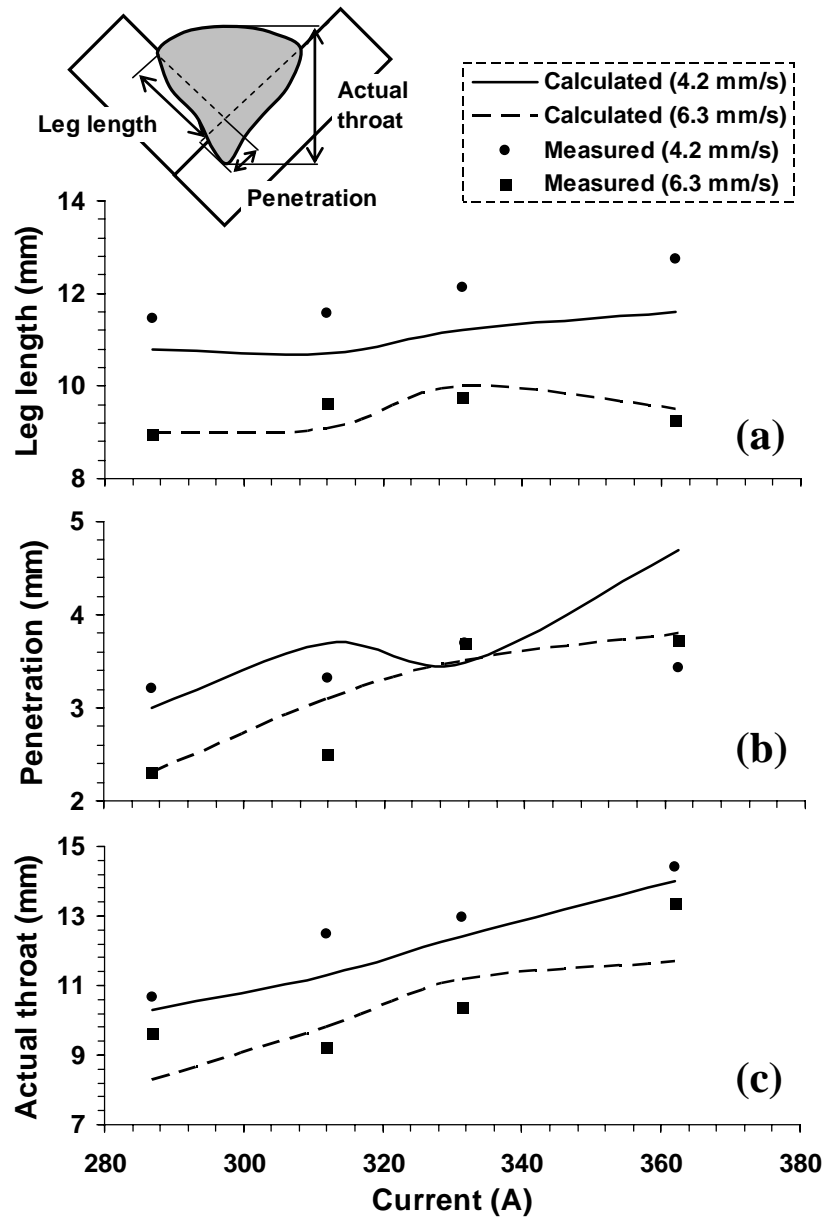 Leg length
Actual
throat
Penetration
Calculated (4.2 mm/s)
Calculated (6.3 mm/s)
Measured (4.2 mm/s)
Measured (6.3 mm/s)
Leg length (mm)
14
12
10
8
(a)
Penetration (mm)
5
4
3
2
(b)
Actual throat (mm)
15
13
11
9
7
(c)
280 300 320 340 360 380
Current (A)